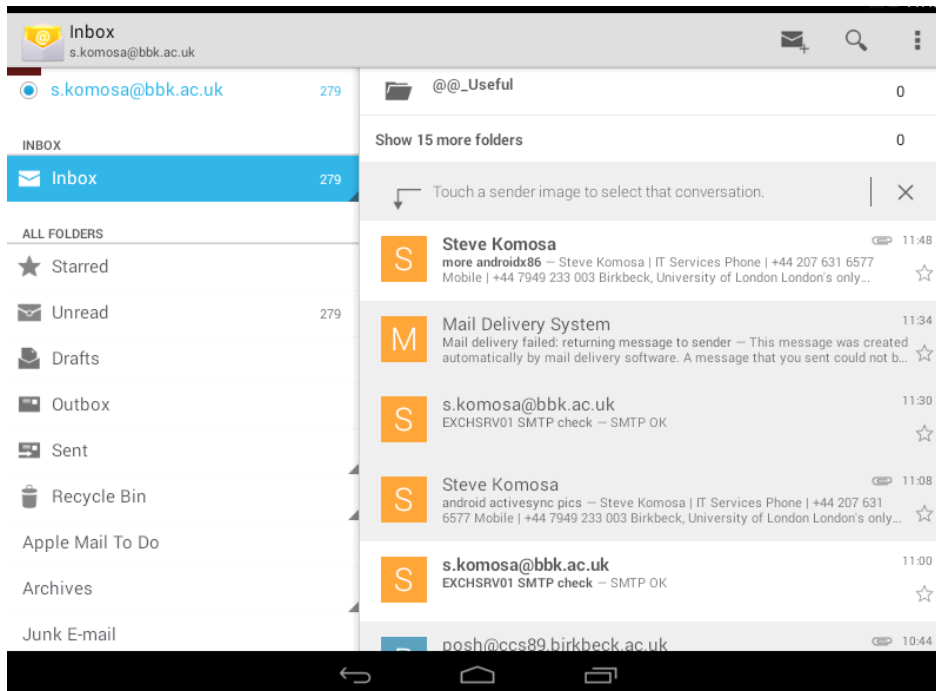 Inbox
s.komosa@bbk.ac.uk
s.komosa@bbk.ac.uk 279
INBOX
Inbox 279
ALL FOLDERS
Starred
Unread 279
Drafts
Outbox
Sent
Recycle Bin
Apple Mail To Do
Archives
Junk E-mail
@@_Useful 0
Show 15 more folders 0
Touch a sender image to select that conversation.
S
Steve Komosa 11:48
more androidx86 — Steve Komosa | IT Services Phone | +44 207 631 6577
Mobile | +44 7949 233 003 Birkbeck, University of London London's only...
M
Mail Delivery System 11:34
Mail delivery failed: returning message to sender — This message was created
automatically by mail delivery software. A message that you sent could not b...
S
s.komosa@bbk.ac.uk 11:30
EXCHSRV01 SMTP check — SMTP OK
S
Steve Komosa 11:08
android activesync pics — Steve Komosa | IT Services Phone | +44 207 631
6577 Mobile | +44 7949 233 003 Birkbeck, University of London London's only...
S
s.komosa@bbk.ac.uk 11:00
EXCHSRV01 SMTP check — SMTP OK
posh@ccs89.birkbeck.ac.uk 10:44